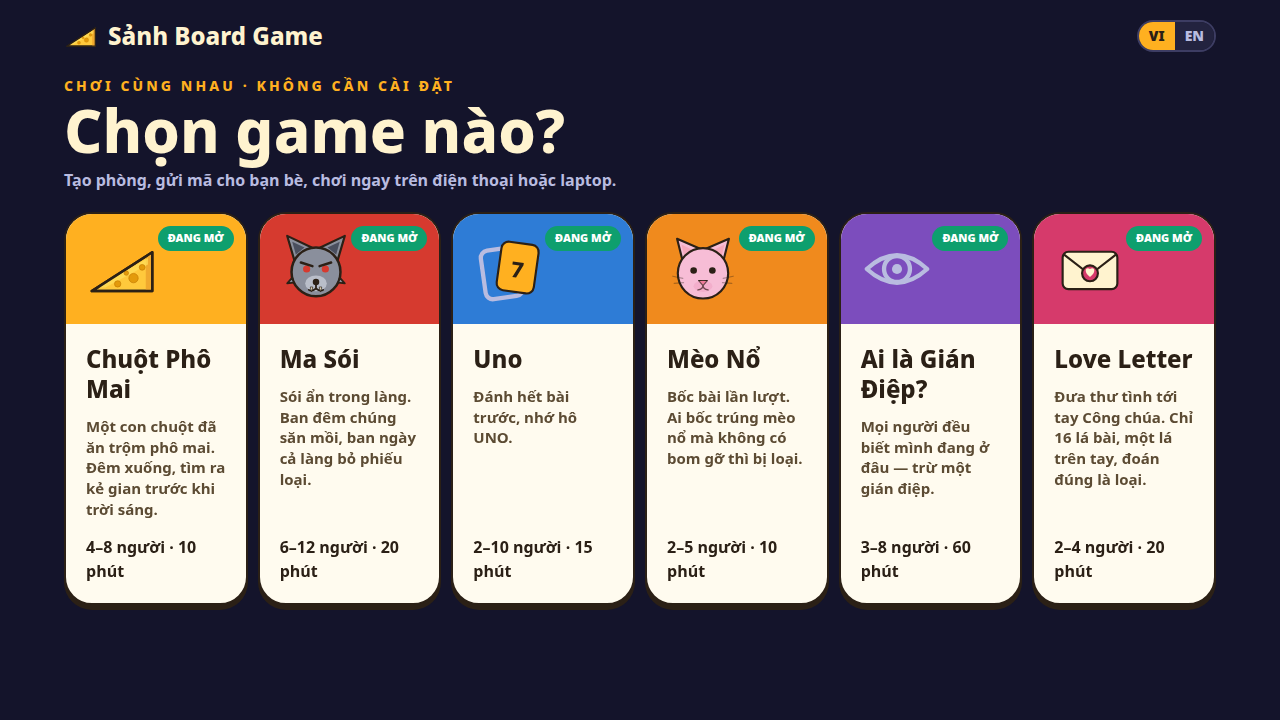 Sảnh Board Game
VI
EN
CHƠI CÙNG NHAU · KHÔNG CẦN CÀI ĐẶT
Chọn game nào?
Tạo phòng, gửi mã cho bạn bè, chơi ngay trên điện thoại hoặc laptop.
ĐANG MỞ
Chuột Phô
Mai
Một con chuột đã
ăn trộm phô mai.
Đêm xuống, tìm ra
kẻ gian trước khi
trời sáng.
4–8 người · 10
phút
ĐANG MỞ
Ma Sói
Sói ẩn trong làng.
Ban đêm chúng
săn mồi, ban ngày
cả làng bỏ phiếu
loại.
6–12 người · 20
phút
7
ĐANG MỞ
Uno
Đánh hết bài
trước, nhớ hô
UNO.
2–10 người · 15
phút
ĐANG MỞ
Mèo Nổ
Bốc bài lần lượt.
Ai bốc trúng mèo
nổ mà không có
bom gỡ thì bị loại.
2–5 người · 10
phút
ĐANG MỞ
Ai là Gián
Điệp?
Mọi người đều
biết mình đang ở
đâu — trừ một
gián điệp.
3–8 người · 60
phút
ĐANG MỞ
Love Letter
Đưa thư tình tới
tay Công chúa. Chỉ
16 lá bài, một lá
trên tay, đoán
đúng là loại.
2–4 người · 20
phút